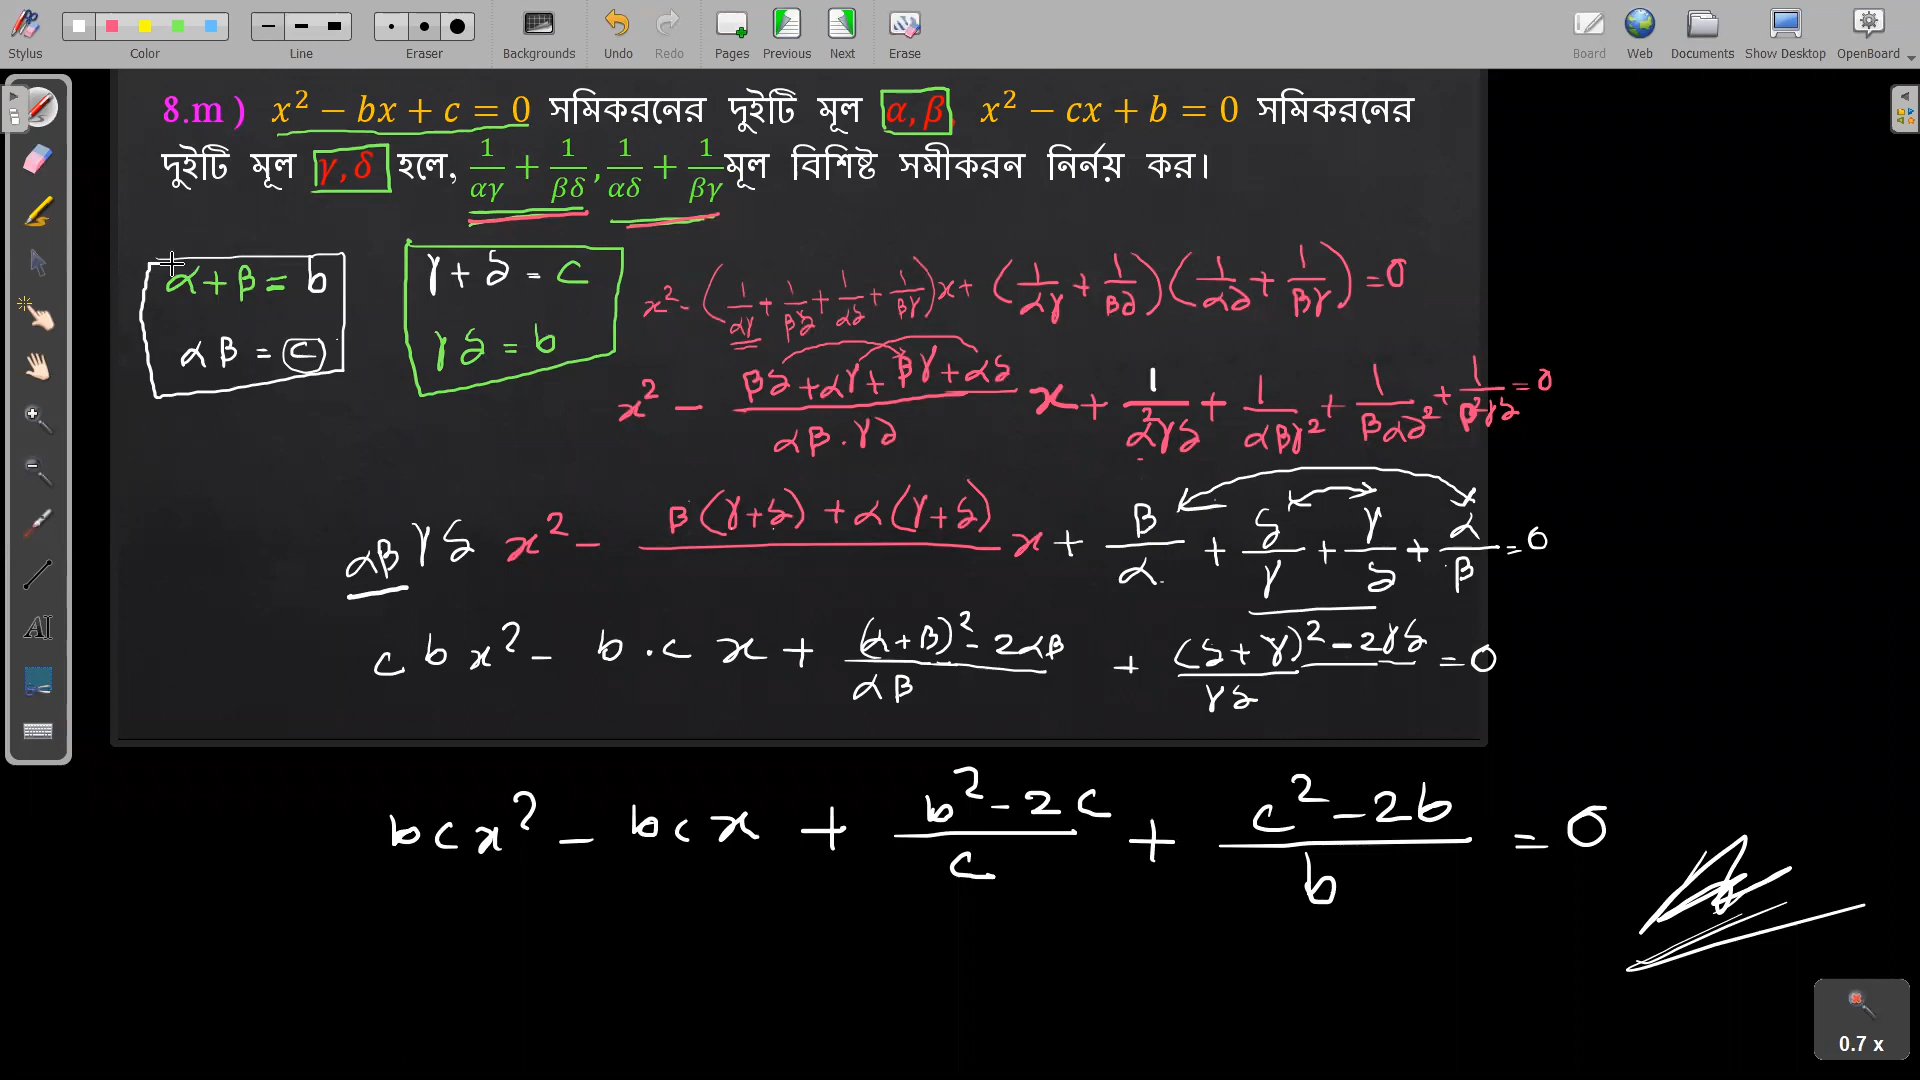 Stylus Color Line Eraser Backgrounds Undo Redo Pages Previous Next Erase Board Web Documents Show Desktop OpenBoard
8.m ) x² − bx + c = 0 সমিকরনের দুইটি মূল α, β, x² − cx + b = 0 সমিকরনের
দুইটি মূল γ, δ হলে, 1/αγ + 1/βδ , 1/αδ + 1/βγ মূল বিশিষ্ট সমীকরন নির্নয় কর।
α + β = b
αβ = c
γ + δ = c
γδ = b
x² − (1/αγ + 1/βδ + 1/αδ + 1/βγ)x + (1/αγ + 1/βδ)(1/αδ + 1/βγ) = 0
x² − (βδ + αγ + βγ + αδ)/(αβ.γδ) x + 1/α²γδ + 1/αβγ² + 1/βαδ² + 1/β²γδ = 0
αβγδ x² − β(γ+δ) + α(γ+δ) x + β/α + δ/γ + γ/δ + α/β = 0
cbx² − b.cx + ((α+β)² − 2αβ)/αβ + ((δ+γ)² − 2γδ)/γδ = 0
bcx² − bcx + (b² − 2c)/c + (c² − 2b)/b = 0
AI
0.7 x